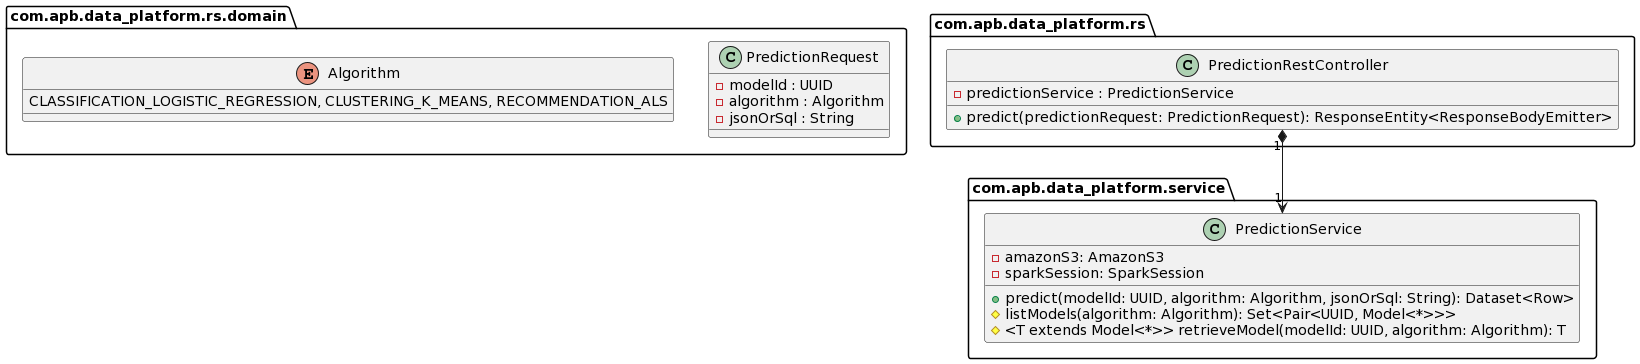 com.apb.data_platform.rs.domain
E Algorithm
CLASSIFICATION_LOGISTIC_REGRESSION, CLUSTERING_K_MEANS, RECOMMENDATION_ALS
C PredictionRequest
modelId : UUID
algorithm : Algorithm
jsonOrSql : String
com.apb.data_platform.rs
C PredictionRestController
predictionService : PredictionService
predict(predictionRequest: PredictionRequest): ResponseEntity<ResponseBodyEmitter>
1
1
com.apb.data_platform.service
C PredictionService
amazonS3: AmazonS3
sparkSession: SparkSession
predict(modelId: UUID, algorithm: Algorithm, jsonOrSql: String): Dataset<Row>
listModels(algorithm: Algorithm): Set<Pair<UUID, Model<*>>>
<T extends Model<*>> retrieveModel(modelId: UUID, algorithm: Algorithm): T